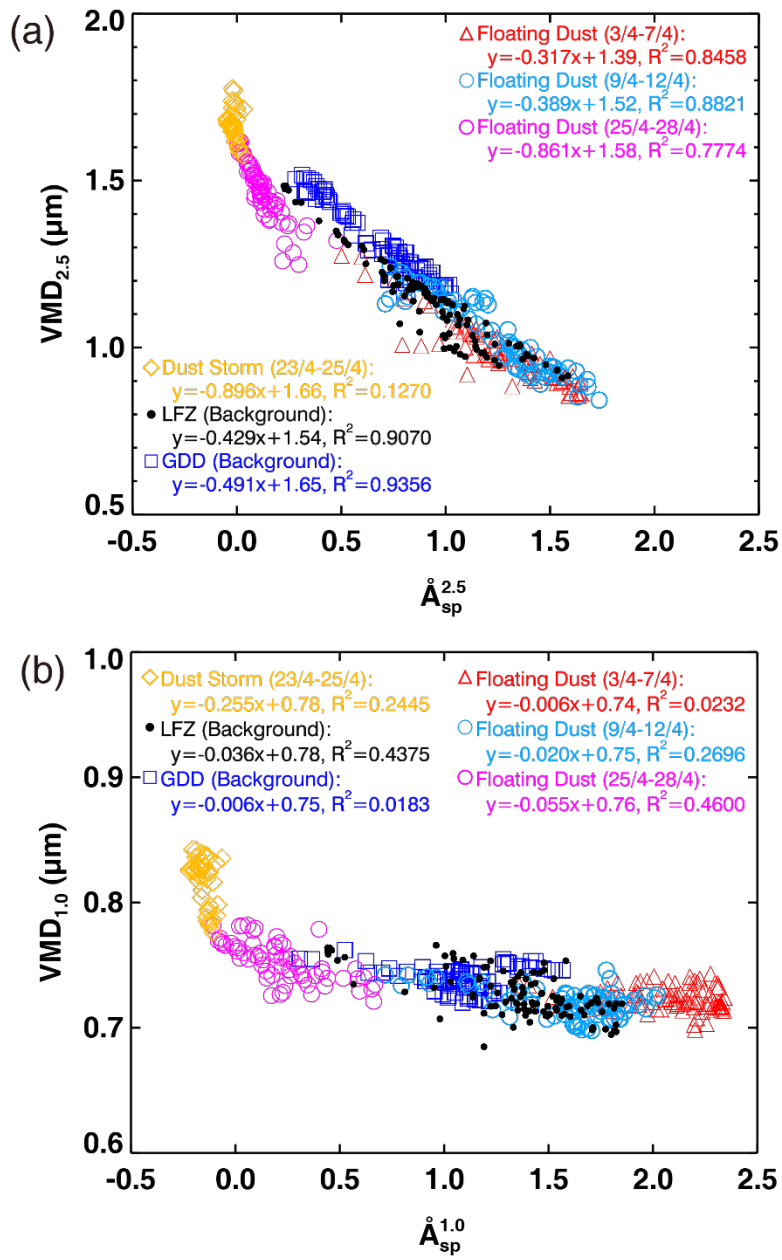 (a)
2.0
1.5
1.0
0.5
VMD2.5 (μm)
Floating Dust (3/4-7/4):
y=-0.317x+1.39, R²=0.8458
Floating Dust (9/4-12/4):
y=-0.389x+1.52, R²=0.8821
Floating Dust (25/4-28/4):
y=-0.861x+1.58, R²=0.7774
Dust Storm (23/4-25/4):
y=-0.896x+1.66, R²=0.1270
LFZ (Background):
y=-0.429x+1.54, R²=0.9070
GDD (Background):
y=-0.491x+1.65, R²=0.9356
-0.5 0.0 0.5 1.0 1.5 2.0 2.5
Å2.5sp
(b)
1.0
0.9
0.8
0.7
0.6
VMD1.0 (μm)
Dust Storm (23/4-25/4):
y=-0.255x+0.78, R²=0.2445
LFZ (Background):
y=-0.036x+0.78, R²=0.4375
GDD (Background):
y=-0.006x+0.75, R²=0.0183
Floating Dust (3/4-7/4):
y=-0.006x+0.74, R²=0.0232
Floating Dust (9/4-12/4):
y=-0.020x+0.75, R²=0.2696
Floating Dust (25/4-28/4):
y=-0.055x+0.76, R²=0.4600
-0.5 0.0 0.5 1.0 1.5 2.0 2.5
Å1.0sp